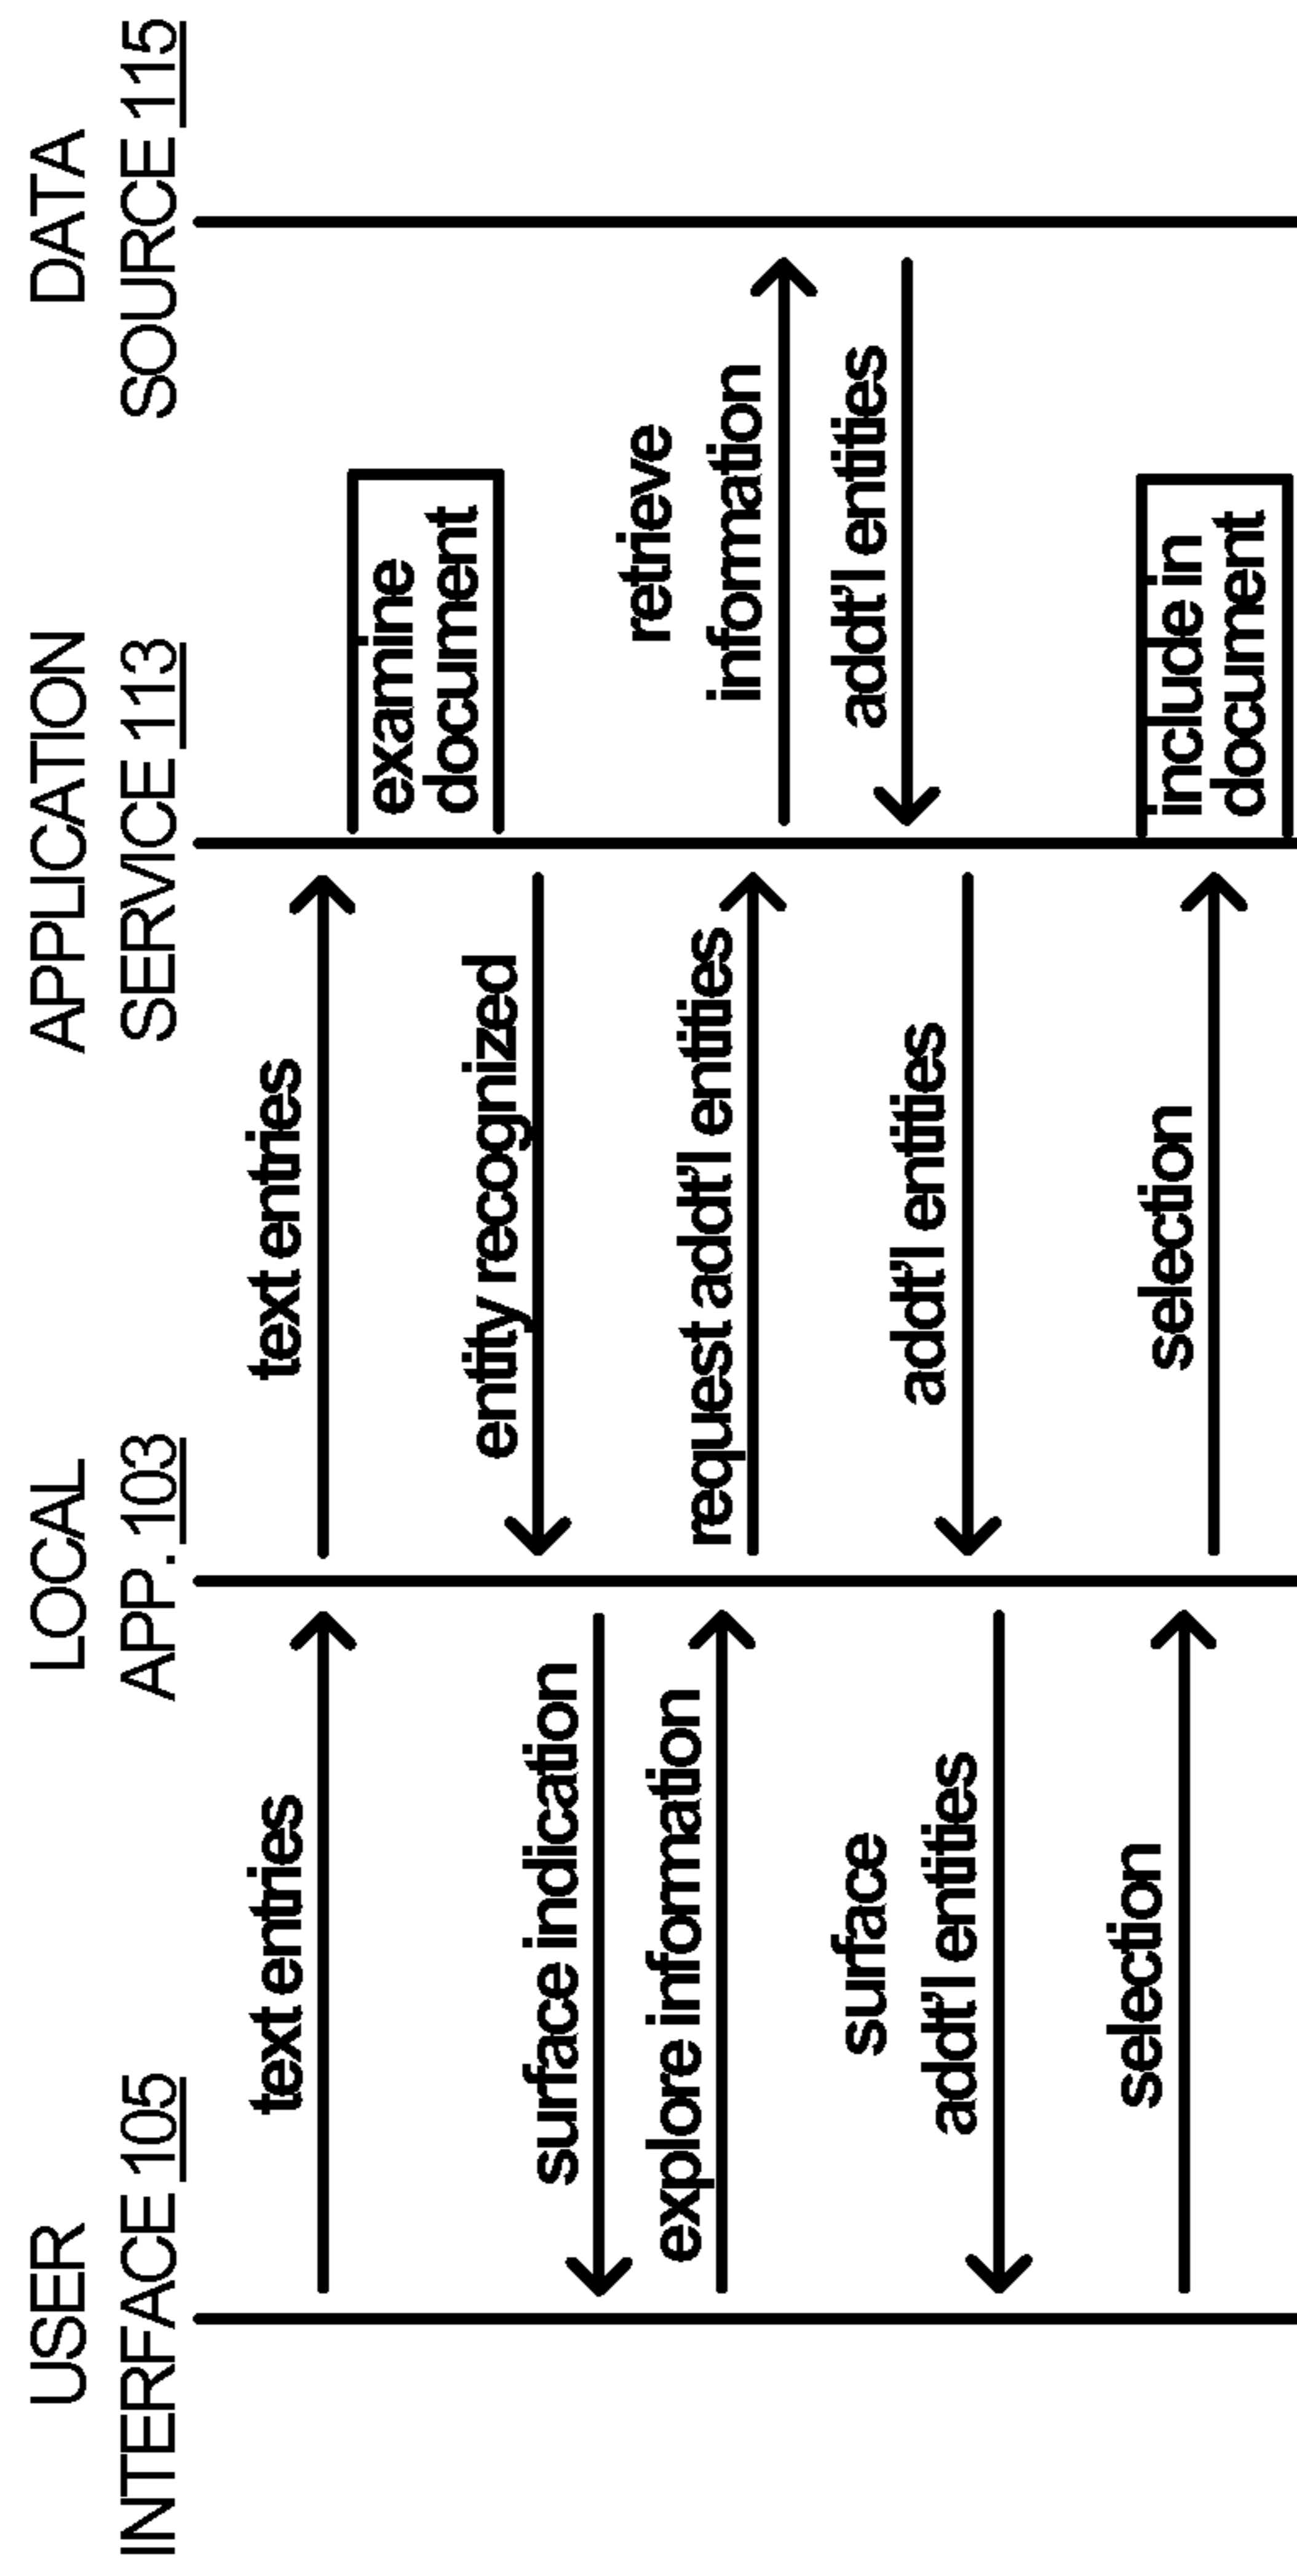 USER
INTERFACE 105
LOCAL
APP. 103
APPLICATION
SERVICE 113
DATA
SOURCE 115
text entries
text entries
examine
document
entity recognized
surface indication
explore information
request addt'l entities
retrieve
information
addt'l entities
addt'l entities
surface
addt'l entities
selection
selection
include in
document